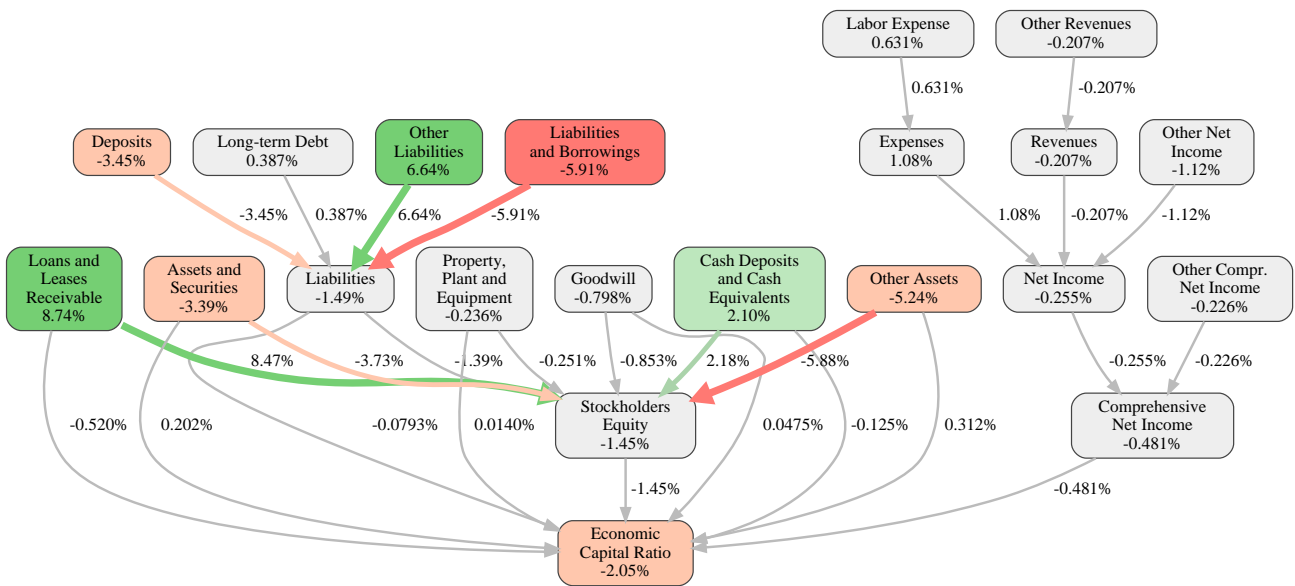 Labor Expense
0.631%
Other Revenues
-0.207%
0.631%
-0.207%
Deposits
-3.45%
Long-term Debt
0.387%
Other
Liabilities
6.64%
Liabilities
and Borrowings
-5.91%
Expenses
1.08%
Revenues
-0.207%
Other Net
Income
-1.12%
-3.45%
0.387%
6.64%
-5.91%
1.08%
-0.207%
-1.12%
Loans and
Leases
Receivable
8.74%
Assets and
Securities
-3.39%
Liabilities
-1.49%
Property,
Plant and
Equipment
-0.236%
Goodwill
-0.798%
Cash Deposits
and Cash
Equivalents
2.10%
Other Assets
-5.24%
Net Income
-0.255%
Other Compr.
Net Income
-0.226%
8.47%
-3.73%
-1.39%
-0.251%
-0.853%
2.18%
-5.88%
-0.255%
-0.226%
Stockholders
Equity
-1.45%
Comprehensive
Net Income
-0.481%
-0.520%
0.202%
-0.0793%
0.0140%
0.0475%
-0.125%
0.312%
-1.45%
-0.481%
Economic
Capital Ratio
-2.05%